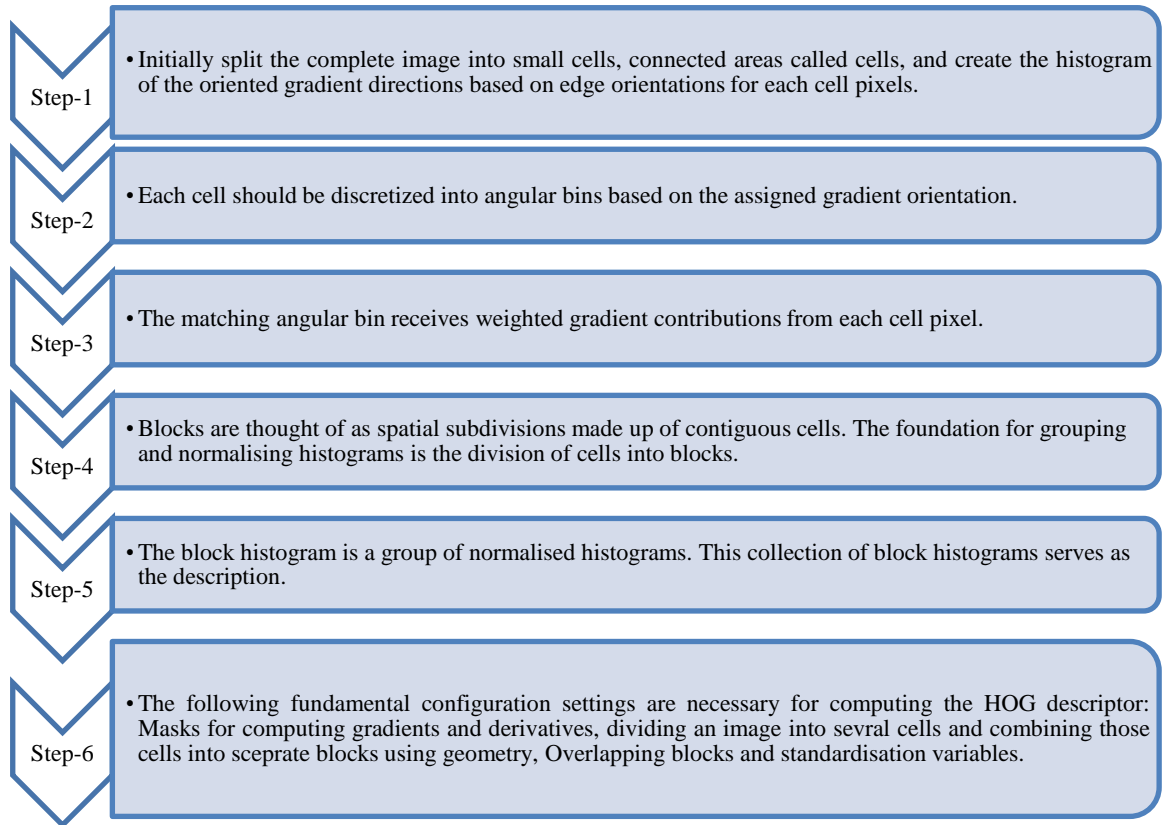 • Initially split the complete image into small cells, connected areas called cells, and create the histogram
Step-1
of the oriented gradient directions based on edge orientations for each cell pixels.
Step-2
• Each cell should be discretized into angular bins based on the assigned gradient orientation.
Step-3
• The matching angular bin receives weighted gradient contributions from each cell pixel.
Step-4
• Blocks are thought of as spatial subdivisions made up of contiguous cells. The foundation for grouping
and normalising histograms is the division of cells into blocks.
Step-5
• The block histogram is a group of normalised histograms. This collection of block histograms serves as
the description.
Step-6
• The following fundamental configuration settings are necessary for computing the HOG descriptor:
Masks for computing gradients and derivatives, dividing an image into sevral cells and combining those
cells into sceprate blocks using geometry, Overlapping blocks and standardisation variables.